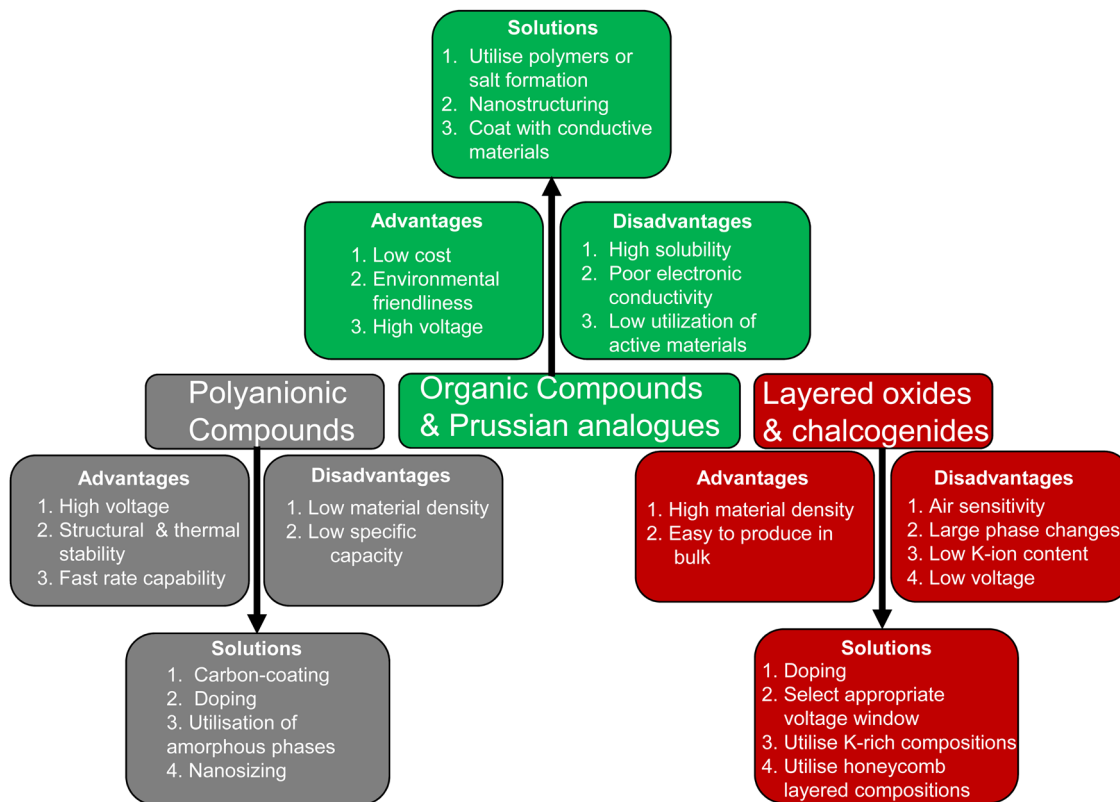 Solutions
1. Utilise polymers or
salt formation
2. Nanostructuring
3. Coat with conductive
materials
Advantages
1. Low cost
2. Environmental
friendliness
3. High voltage
Disadvantages
1. High solubility
2. Poor electronic
conductivity
3. Low utilization of
active materials
Polyanionic
Compounds
Organic Compounds
& Prussian analogues
Layered oxides
& chalcogenides
Advantages
1. High voltage
2. Structural & thermal
stability
3. Fast rate capability
Disadvantages
1. Low material density
2. Low specific
capacity
Advantages
1. High material density
2. Easy to produce in
bulk
Disadvantages
1. Air sensitivity
2. Large phase changes
3. Low K-ion content
4. Low voltage
Solutions
1. Carbon-coating
2. Doping
3. Utilisation of
amorphous phases
4. Nanosizing
Solutions
1. Doping
2. Select appropriate
voltage window
3. Utilise K-rich compositions
4. Utilise honeycomb
layered compositions